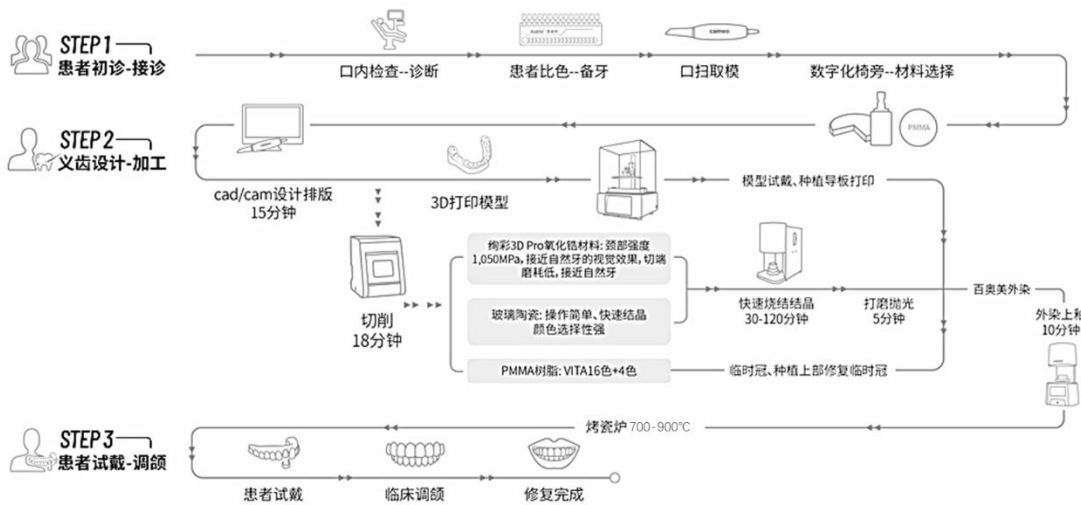 STEP 1
患者初诊-接诊
口内检查--诊断
患者比色--备牙
cameo
口扫取模
数字化椅旁--材料选择
STEP 2
义齿设计-加工
PMMA
cad/cam设计排版
15分钟
3D打印模型
模型试戴、种植导板打印
切削
18分钟
绚彩3D Pro氧化锆材料: 颈部强度
1,050MPa, 接近自然牙的视觉效果, 切端
磨耗低, 接近自然牙
玻璃陶瓷: 操作简单、快速结晶
颜色选择性强
PMMA树脂: VITA16色+4色
快速烧结结晶
30-120分钟
打磨抛光
5分钟
百奥美外染
外染上釉
10分钟
临时冠、种植上部修复临时冠
烤瓷炉 700-900℃
STEP 3
患者试戴-调颌
患者试戴
临床调颌
修复完成